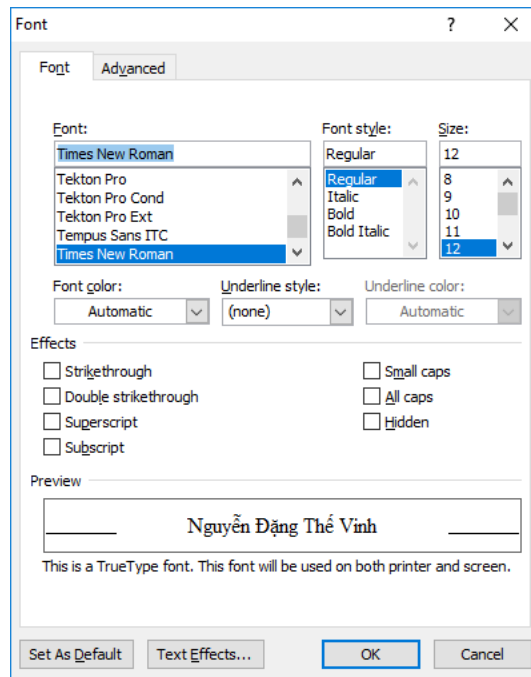 Font ?
Font Advanced
Font: Font style: Size:
Times New Roman Regular 12
Tekton Pro Regular 8
Tekton Pro Cond Italic 9
Tekton Pro Ext Bold 10
Tempus Sans ITC Bold Italic 11
Times New Roman 12
Font color: Underline style: Underline color:
Automatic (none) Automatic
Effects
Strikethrough Small caps
Double strikethrough All caps
Superscript Hidden
Subscript
Preview
Nguyễn Đặng Thế Vinh
This is a TrueType font. This font will be used on both printer and screen.
Set As Default Text Effects... OK Cancel